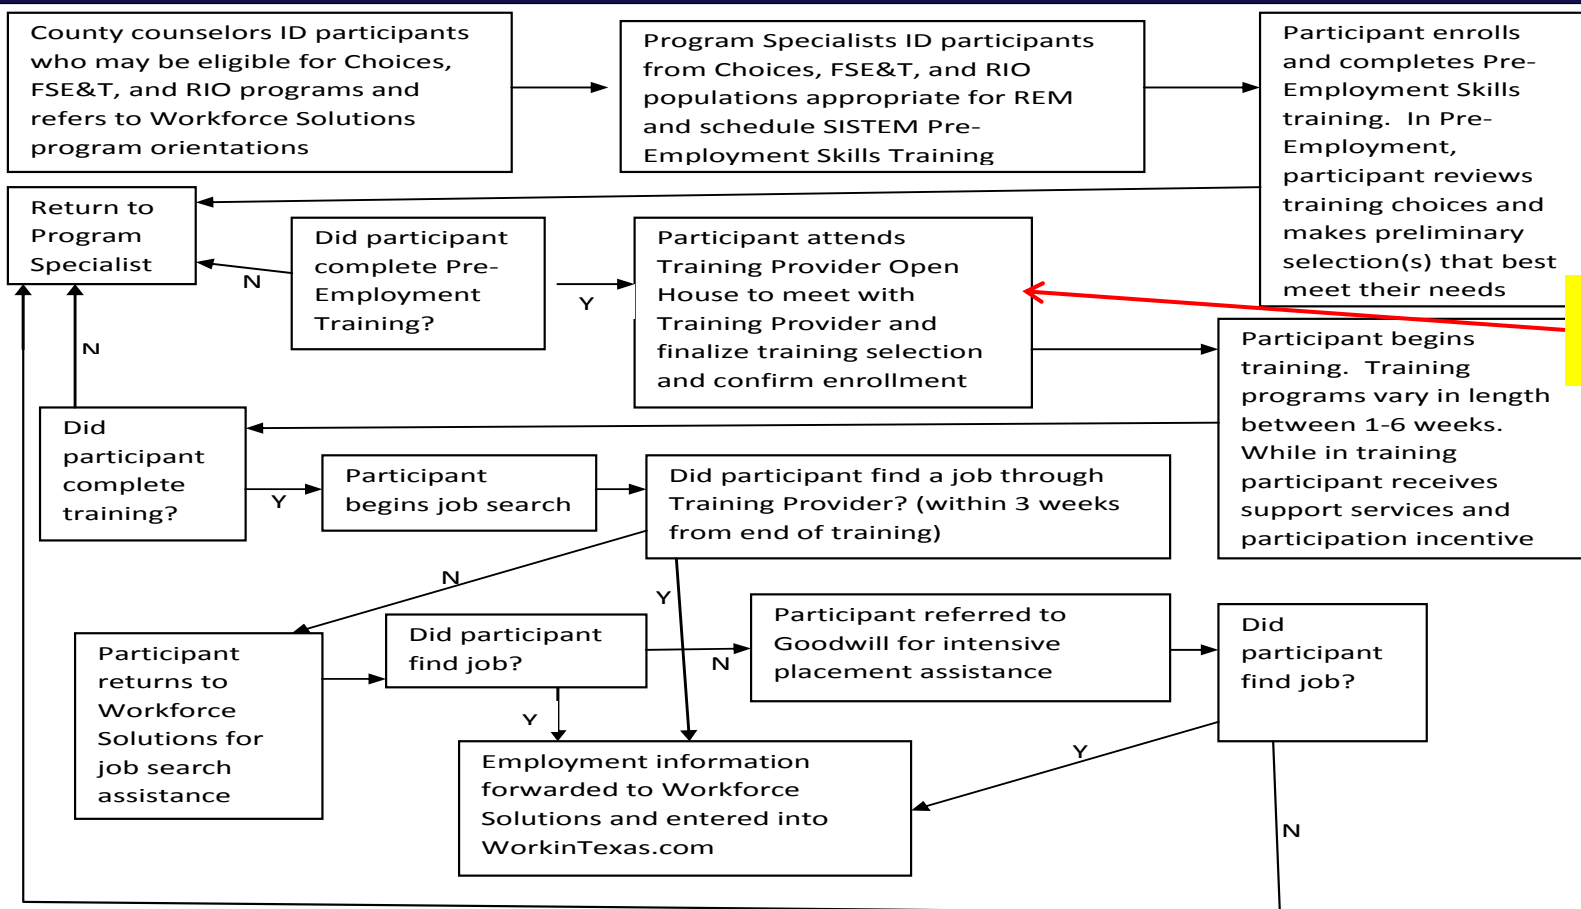 County counselors ID participants
who may be eligible for Choices,
FSE&T, and RIO programs and
refers to Workforce Solutions
program orientations
Program Specialists ID participants
from Choices, FSE&T, and RIO
populations appropriate for REM
and schedule SISTEM Pre-
Employment Skills Training
Participant enrolls
and completes Pre-
Employment Skills
training.  In Pre-
Employment,
participant reviews
training choices and
makes preliminary
selection(s) that best
meet their needs
Return to
Program
Specialist
N
Did participant
complete Pre-
Employment
Training?
Y
Participant attends
Training Provider Open
House to meet with
Training Provider and
finalize training selection
and confirm enrollment
Participant begins
training.  Training
programs vary in length
between 1-6 weeks.
While in training
participant receives
support services and
participation incentive
N
Did
participant
complete
training?
Y
Participant
begins job search
Did participant find a job through
Training Provider? (within 3 weeks
from end of training)
N
Y
Participant
returns to
Workforce
Solutions for
job search
assistance
Did participant
find job?
N
Y
Participant referred to
Goodwill for intensive
placement assistance
Did
participant
find job?
Y
N
Employment information
forwarded to Workforce
Solutions and entered into
WorkinTexas.com